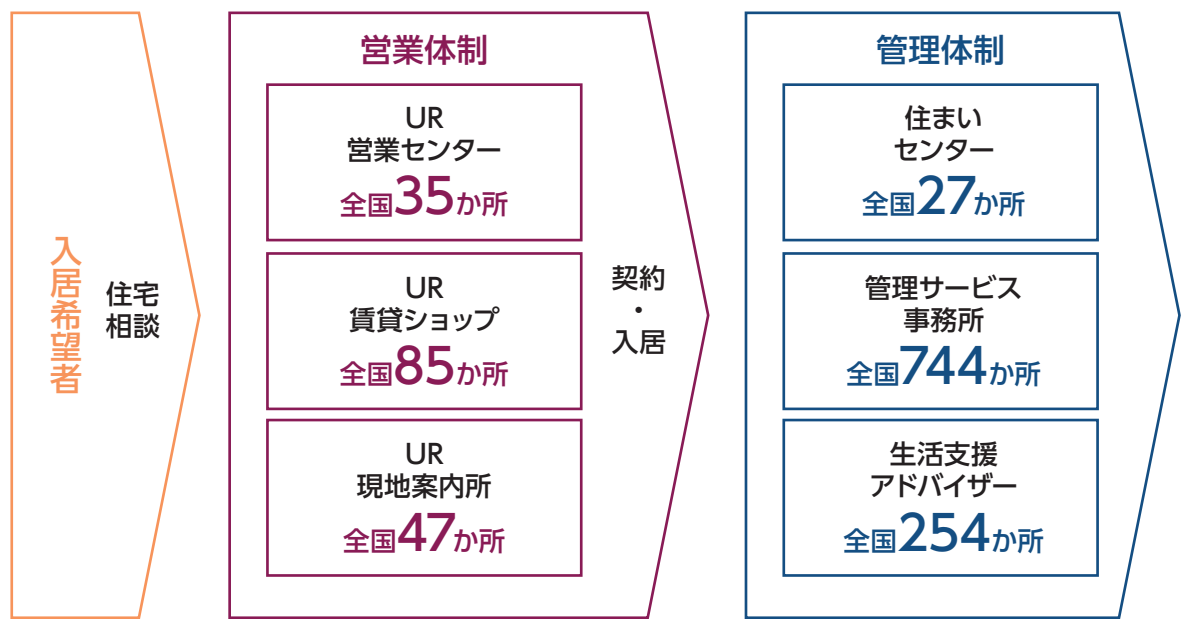 入居希望者
住宅
相談
営業体制
UR
営業センター
全国35か所
UR
賃貸ショップ
全国85か所
UR
現地案内所
全国47か所
契約
・
入居
管理体制
住まい
センター
全国27か所
管理サービス
事務所
全国744か所
生活支援
アドバイザー
全国254か所